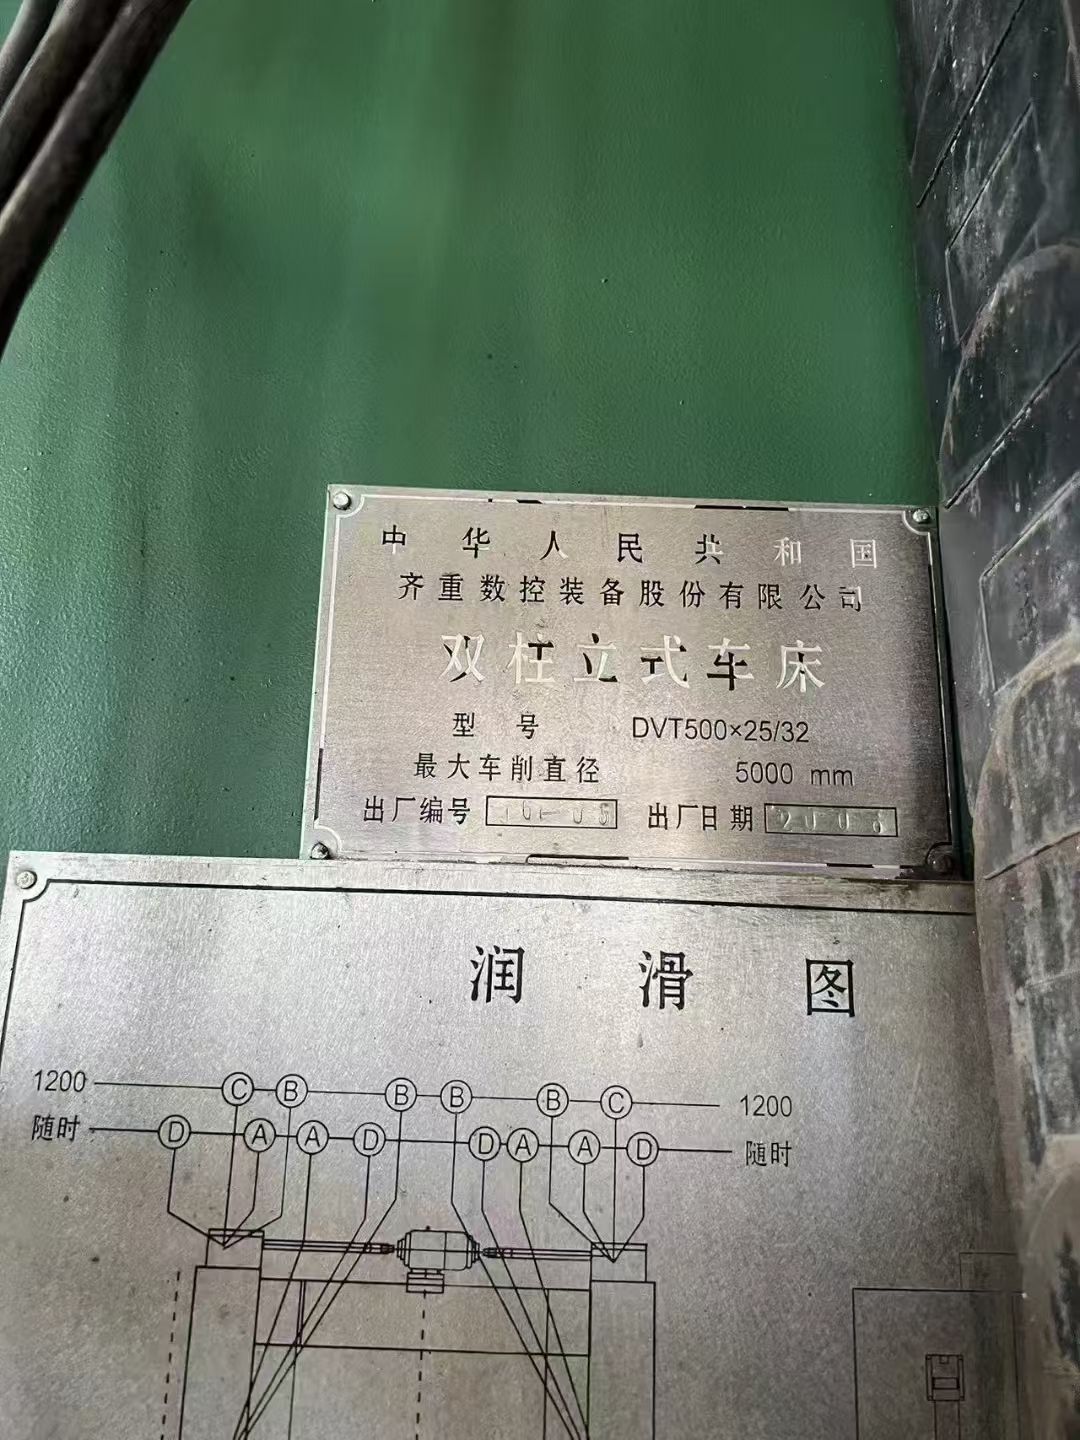 中华人民共和国
齐重数控装备股份有限公司
双柱立式车床
型号 DVT500×25/32
最大车削直径 5000 mm
出厂编号
出厂日期 2006
润滑图
1200 C B B B B C 1200
随时 D A A D D A A D 随时